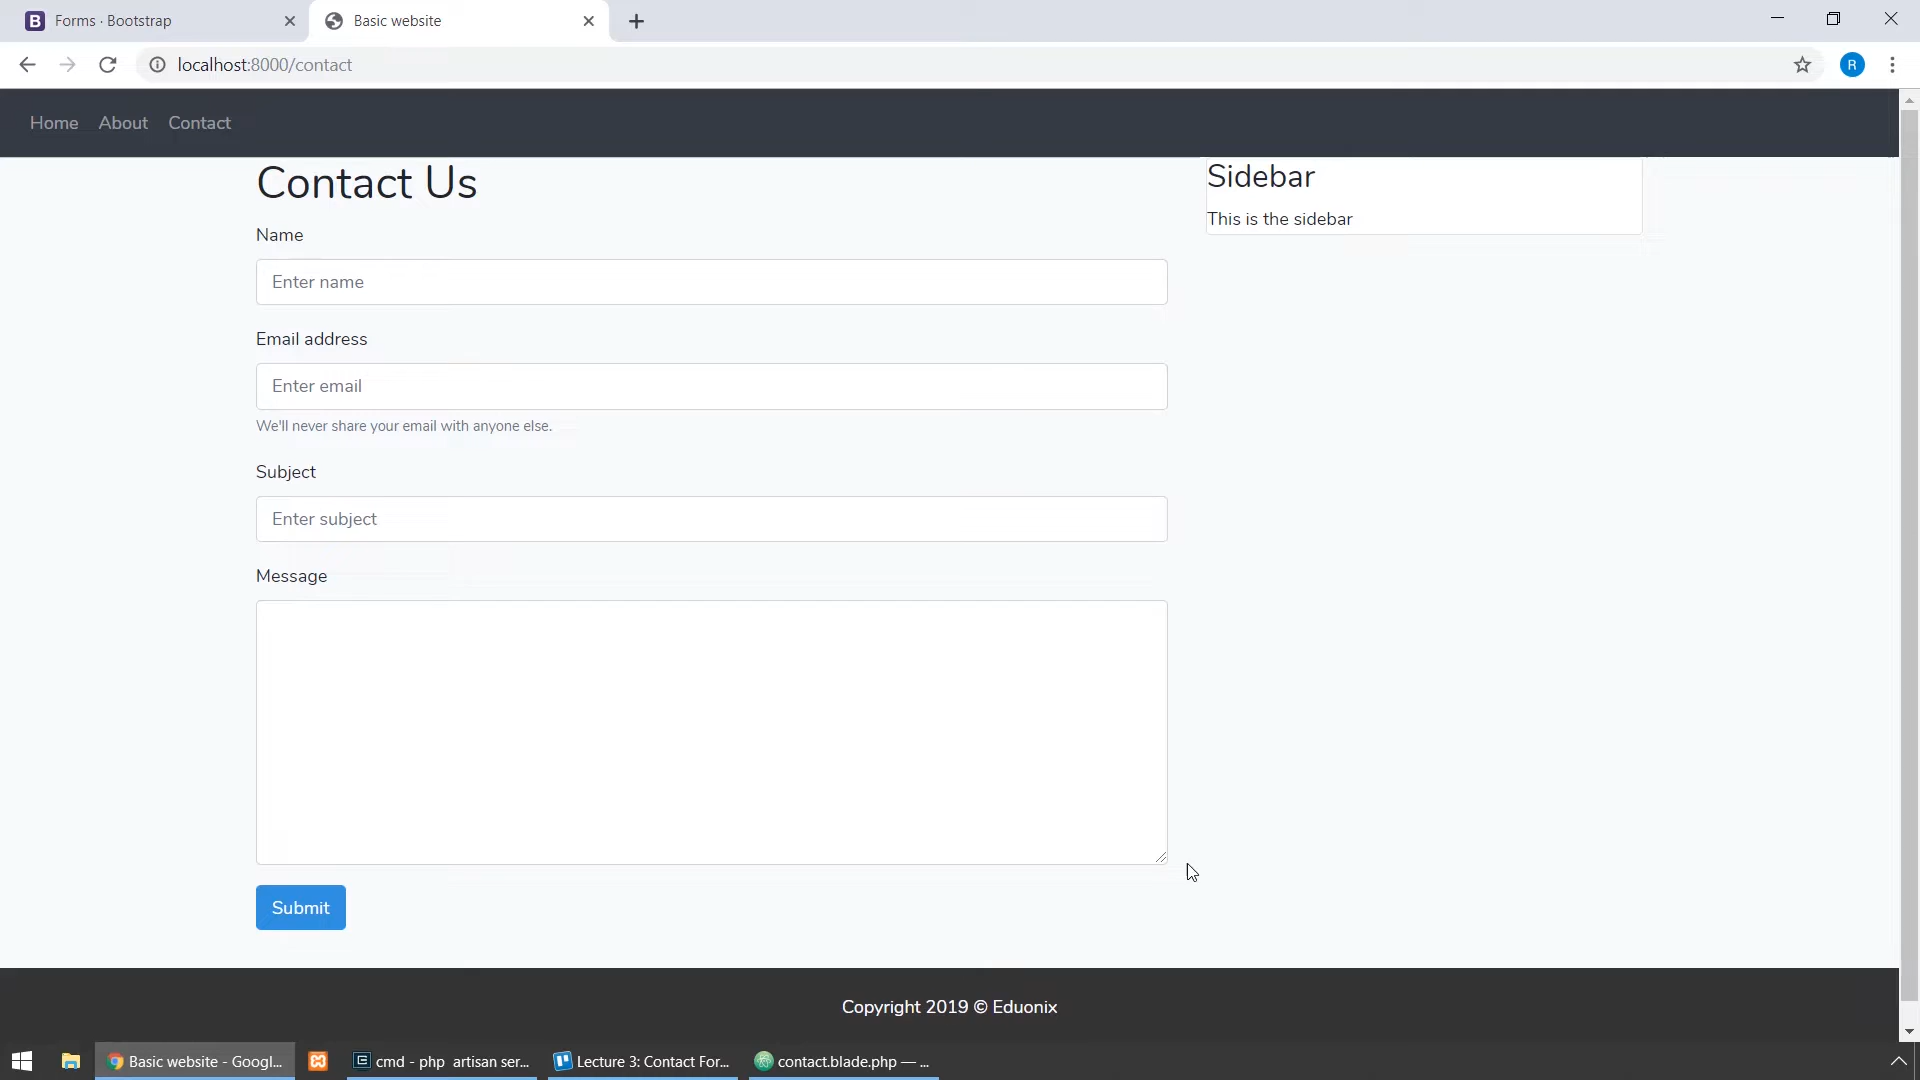 Forms · Bootstrap
Basic website
localhost:8000/contact
R
Home About Contact
Contact Us
Name
Enter name
Email address
Enter email
We'll never share your email with anyone else.
Subject
Enter subject
Message
Submit
Sidebar
This is the sidebar
Copyright 2019 © Eduonix
Basic website - Googl...
cmd - php artisan ser...
Lecture 3: Contact For...
contact.blade.php — ...